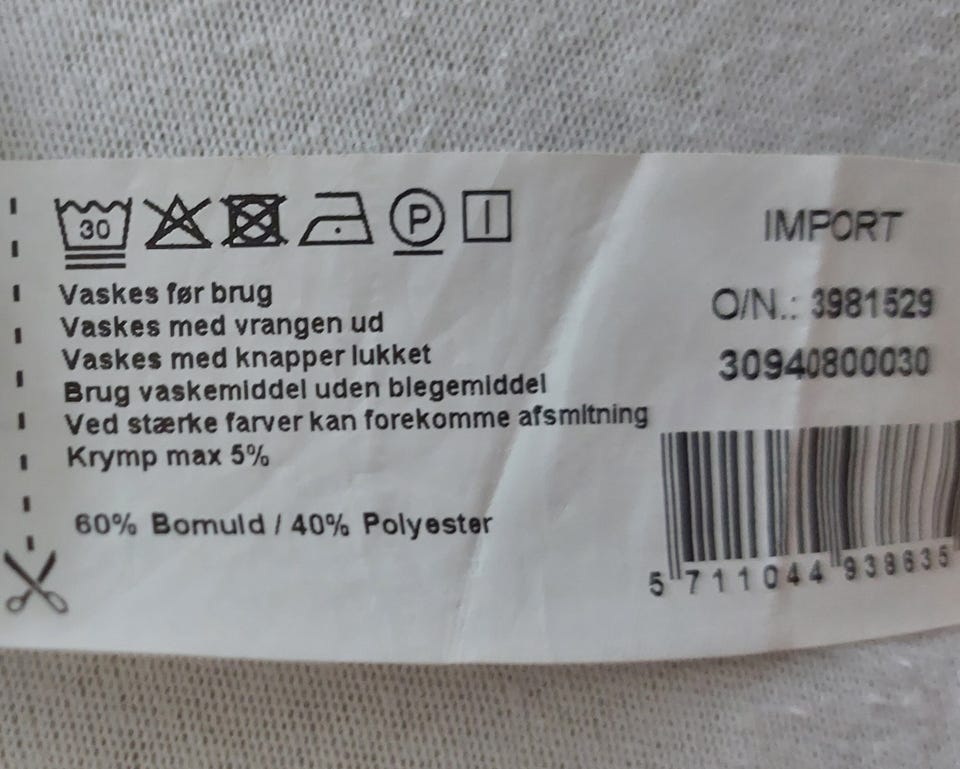 30
P
Vaskes før brug
Vaskes med vrangen ud
Vaskes med knapper lukket
Brug vaskemiddel uden blegemiddel
Ved stærke farver kan forekomme afsmitning
Krymp max 5%
60% Bomuld / 40% Polyester
IMPORT
O/N.: 3981529
30940800030
5 711044 938635